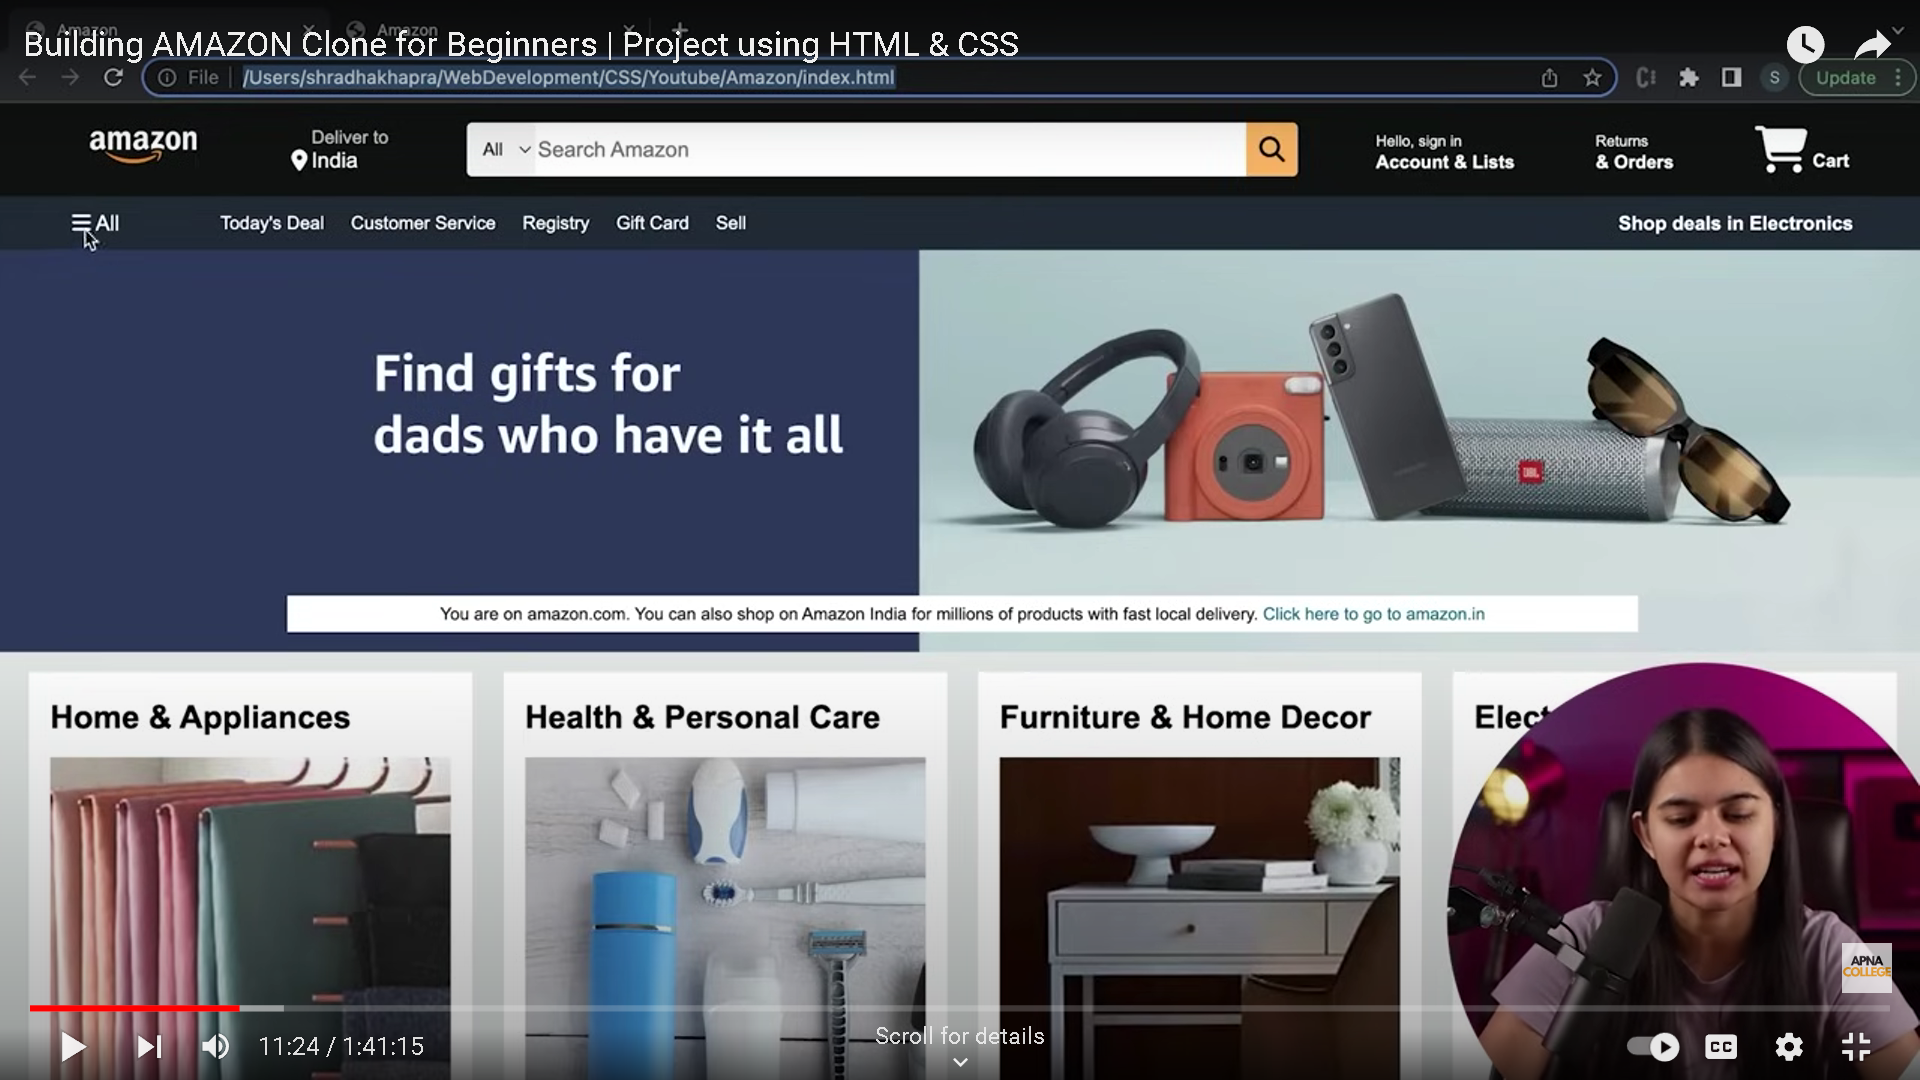 Amazon
Amazon
Building AMAZON Clone for Beginners | Project using HTML & CSS
File
/Users/shradhakhapra/WebDevelopment/CSS/Youtube/Amazon/index.html
S
Update
amazon
Deliver to
India
All
Search Amazon
Hello, sign in
Account & Lists
Returns
& Orders
Cart
All
Today's Deal
Customer Service
Registry
Gift Card
Sell
Shop deals in Electronics
Find gifts for
dads who have it all
JBL
You are on amazon.com. You can also shop on Amazon India for millions of products with fast local delivery. Click here to go to amazon.in
Home & Appliances
Health & Personal Care
Furniture & Home Decor
Elect
APNA
COLLEGE
11:24 / 1:41:15
Scroll for details
CC